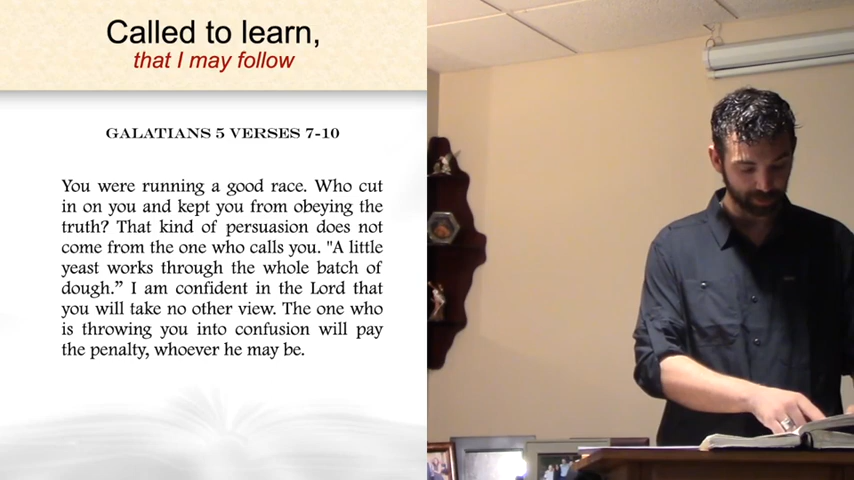 Called to learn,
that I may follow
GALATIANS 5 VERSES 7-10
You were running a good race. Who cut
in on you and kept you from obeying the
truth? That kind of persuasion does not
come from the one who calls you. "A little
yeast works through the whole batch of
dough.” I am confident in the Lord that
you will take no other view. The one who
is throwing you into confusion will pay
the penalty, whoever he may be.